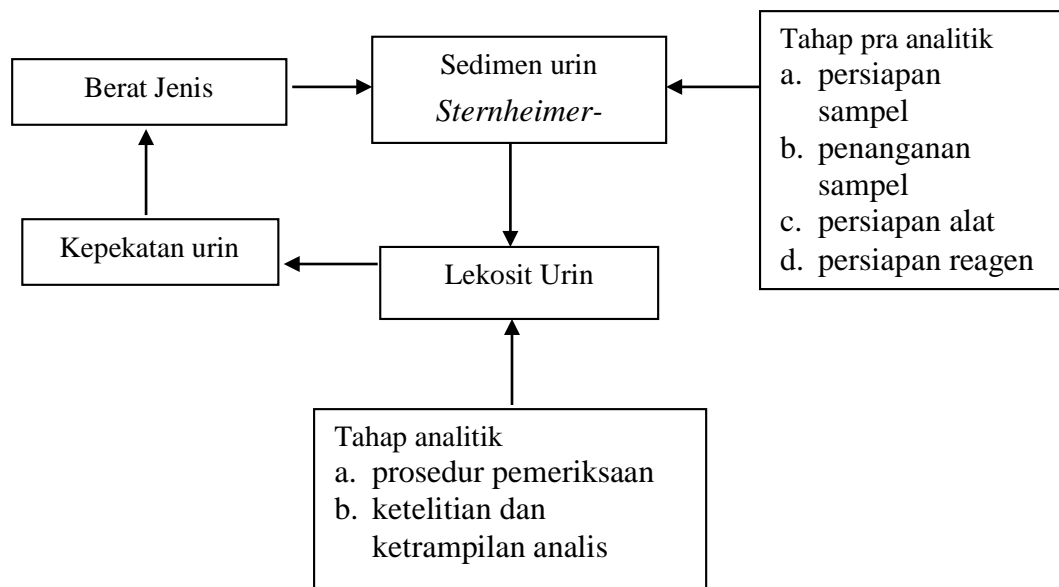 Berat Jenis
Sedimen urin
Sternheimer-
Tahap pra analitik
a. persiapan
sampel
b. penanganan
sampel
c. persiapan alat
d. persiapan reagen
Kepekatan urin
Lekosit Urin
Tahap analitik
a. prosedur pemeriksaan
b. ketelitian dan
ketrampilan analis